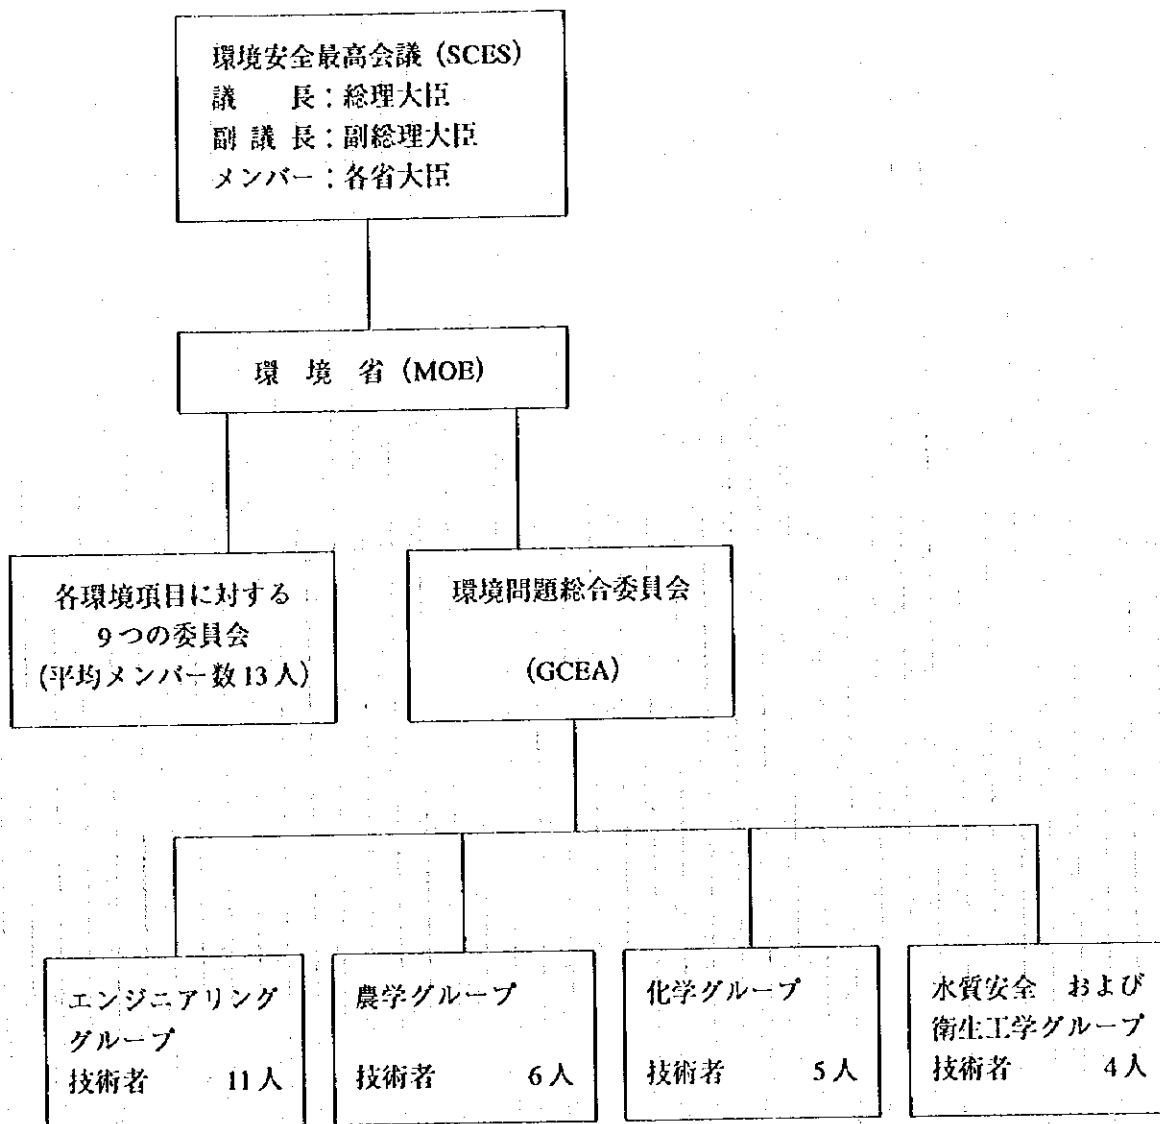 環境安全最高会議 (SCES)
議　　長：総理大臣
副 議 長：副総理大臣
メンバー：各省大臣
環　境　省 (MOE)
各環境項目に対する
9つの委員会
(平均メンバー数13人)
環境問題総合委員会
(GCEA)
エンジニアリング
グループ
技術者　　11人
農学グループ
技術者　　6人
化学グループ
技術者　　5人
水質安全　および
衛生工学グループ
技術者　　4人